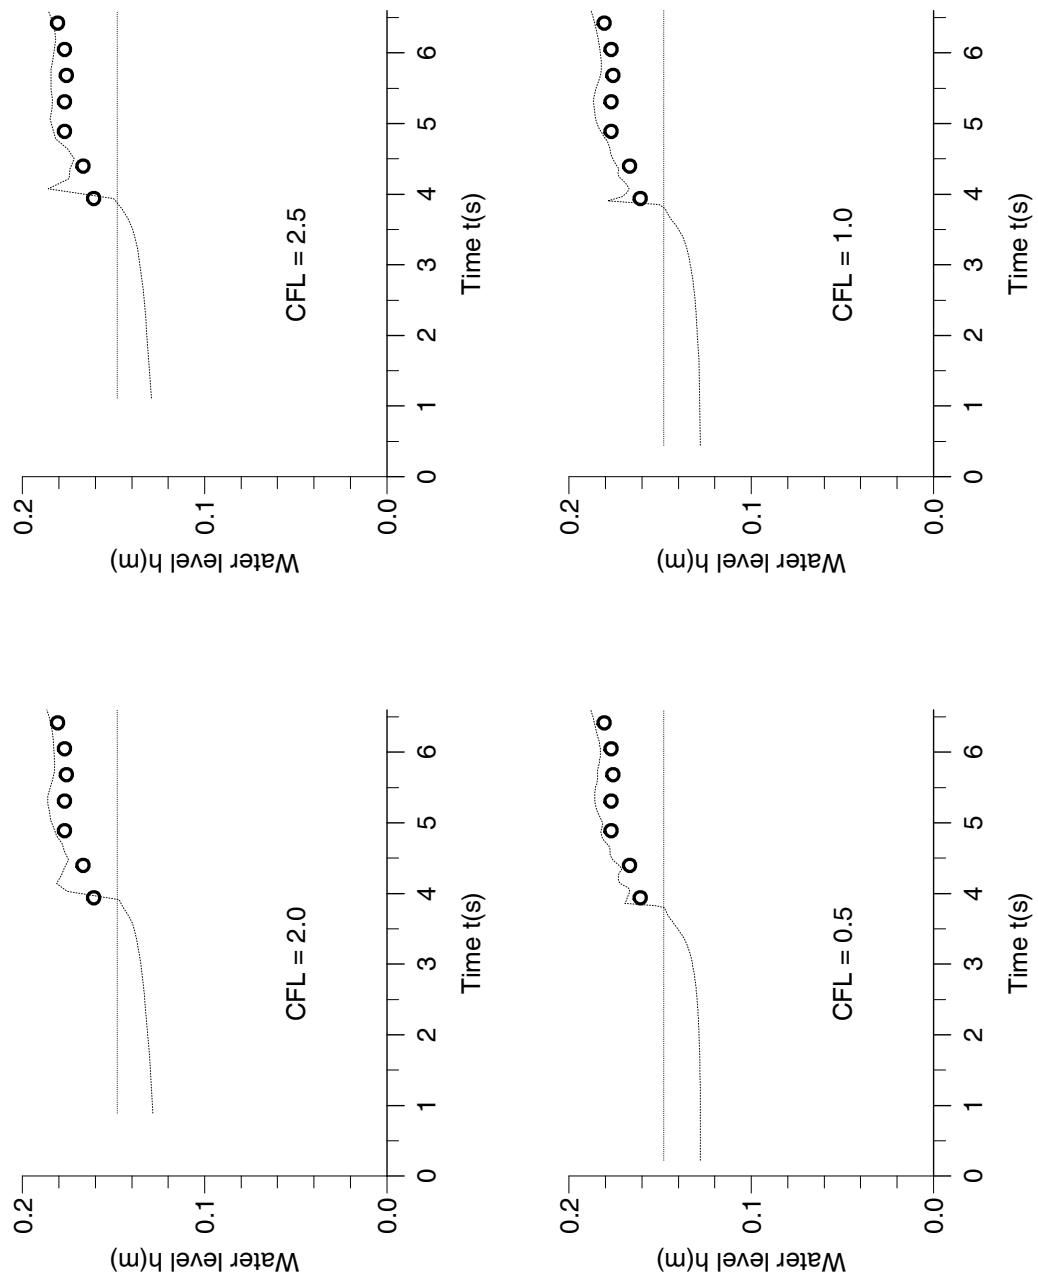 Water level h(m)
0.2
0.1
0.0
CFL = 2.0
0 1 2 3 4 5 6
Time t(s)
Water level h(m)
0.2
0.1
0.0
CFL = 2.5
0 1 2 3 4 5 6
Time t(s)
Water level h(m)
0.2
0.1
0.0
CFL = 0.5
0 1 2 3 4 5 6
Time t(s)
Water level h(m)
0.2
0.1
0.0
CFL = 1.0
0 1 2 3 4 5 6
Time t(s)